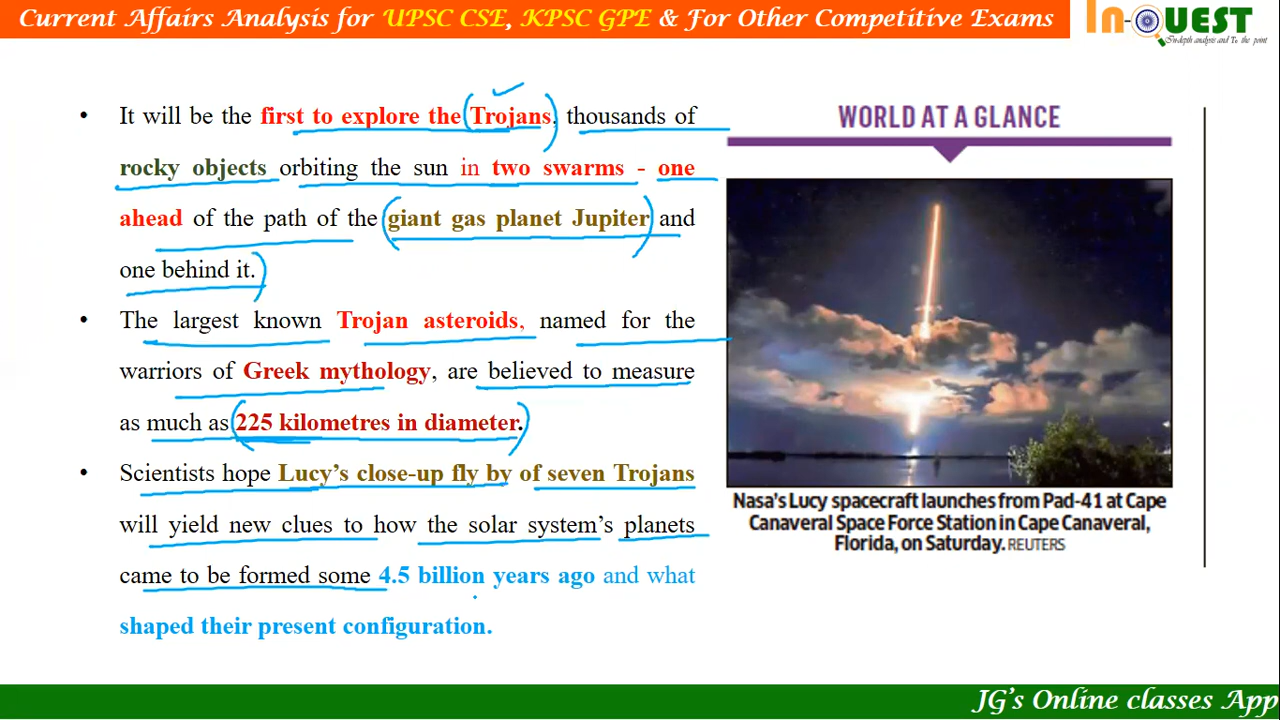 Current Affairs Analysis for UPSC CSE, KPSC GPE & For Other Competitive Exams
In-QUEST
In-depth analysis and To the point
• It will be the first to explore the Trojans, thousands of
rocky objects orbiting the sun in two swarms - one
ahead of the path of the giant gas planet Jupiter and
one behind it.
• The largest known Trojan asteroids, named for the
warriors of Greek mythology, are believed to measure
as much as 225 kilometres in diameter.
• Scientists hope Lucy's close-up fly by of seven Trojans
will yield new clues to how the solar system's planets
came to be formed some 4.5 billion years ago and what
shaped their present configuration.
WORLD AT A GLANCE
Nasa's Lucy spacecraft launches from Pad-41 at Cape
Canaveral Space Force Station in Cape Canaveral,
Florida, on Saturday. REUTERS
JG's Online classes App